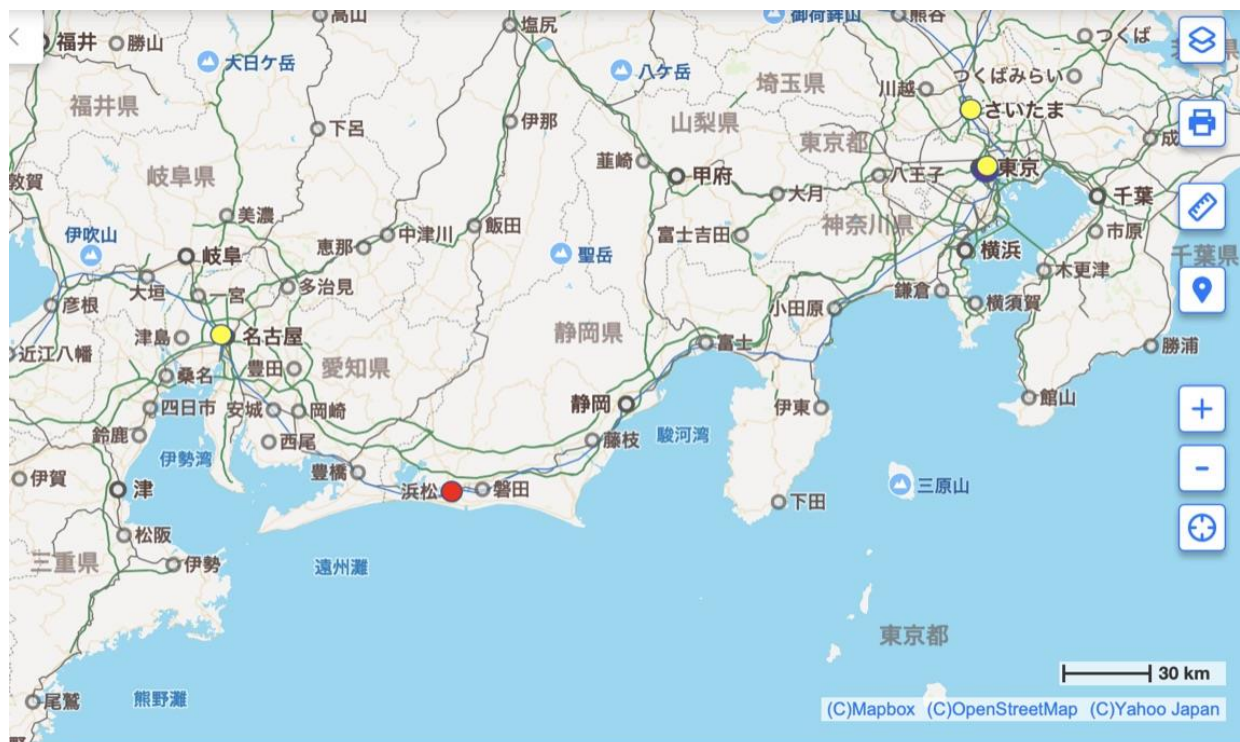 高山
塩尻
御荷鉾山
熊谷
福井
勝山
大日ケ岳
八ケ岳
つくば
つくばみらい
福井県
埼玉県
川越
さいたま
下呂
伊那
山梨県
東京都
敦賀
岐阜県
韮崎
甲府
大月
八王子
東京
千葉
美濃
飯田
富士吉田
神奈川県
市原
伊吹山
岐阜
恵那
中津川
聖岳
横浜
木更津
千葉県
大垣
一宮
多治見
鎌倉
横須賀
彦根
小田原
津島
名古屋
静岡県
富士
勝浦
近江八幡
桑名
豊田
愛知県
四日市
安城
岡崎
静岡
伊東
館山
鈴鹿
西尾
藤枝
駿河湾
伊勢湾
伊賀
津
豊橋
浜松
磐田
下田
三原山
松阪
三重県
伊勢
遠州灘
東京都
30 km
尾鷲
熊野灘
(C)Mapbox (C)OpenStreetMap (C)Yahoo Japan